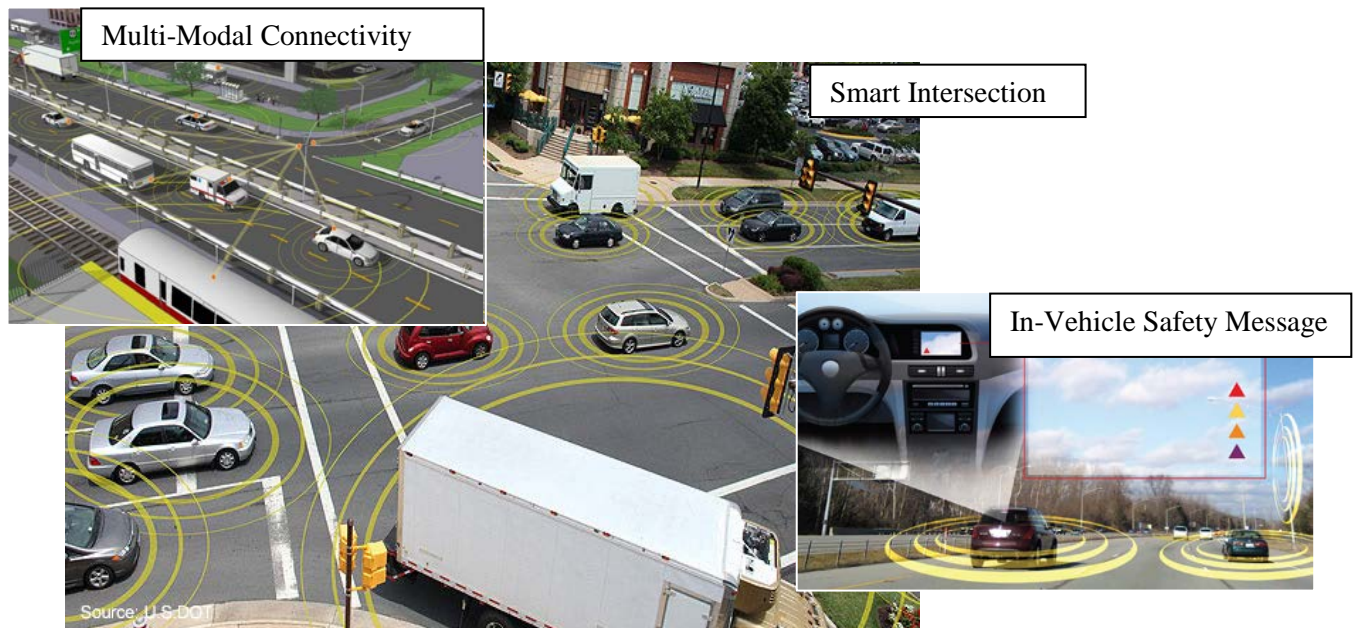 Multi-Modal Connectivity
Smart Intersection
In-Vehicle Safety Message
Source: U.S.DOT